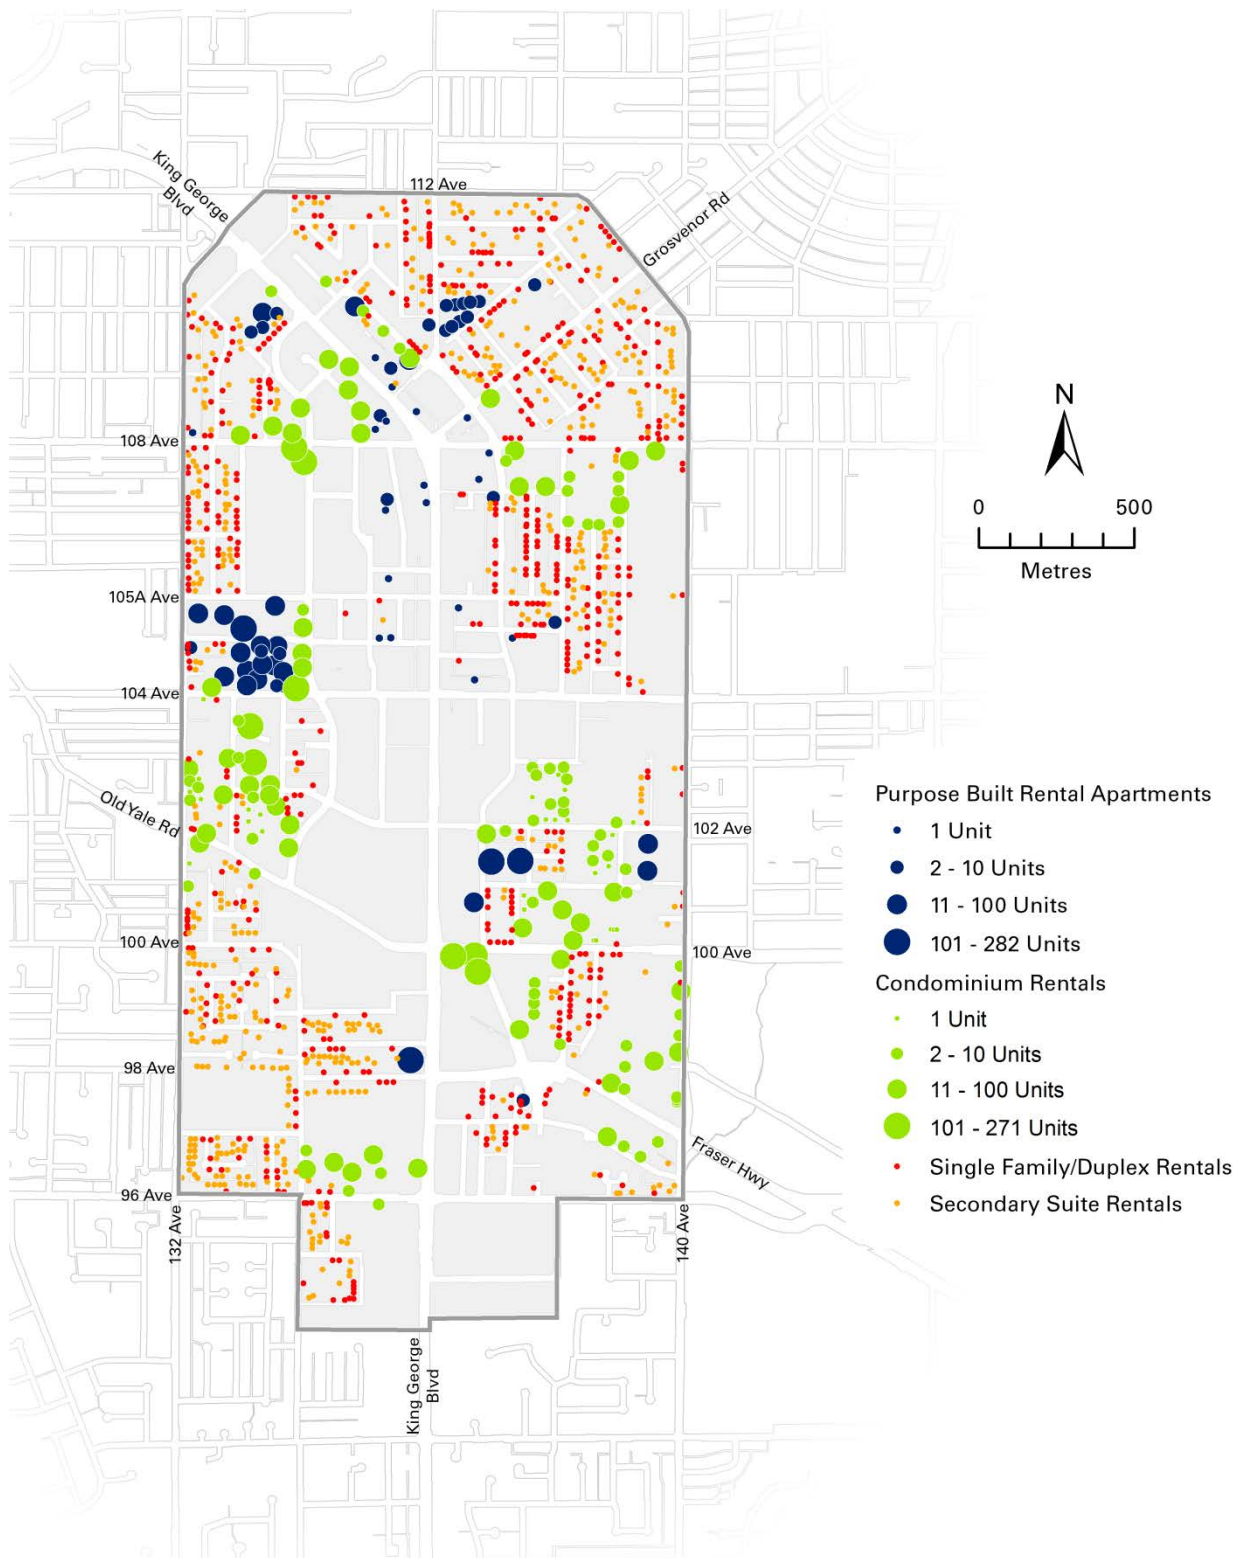 King George
Blvd
112 Ave
Grosvenor Rd
N
108 Ave
0 500
Metres
105A Ave
104 Ave
Old Yale Rd
102 Ave
100 Ave
100 Ave
98 Ave
Fraser Hwy
96 Ave
132 Ave
140 Ave
King George
Blvd
Purpose Built Rental Apartments
1 Unit
2 - 10 Units
11 - 100 Units
101 - 282 Units
Condominium Rentals
1 Unit
2 - 10 Units
11 - 100 Units
101 - 271 Units
Single Family/Duplex Rentals
Secondary Suite Rentals